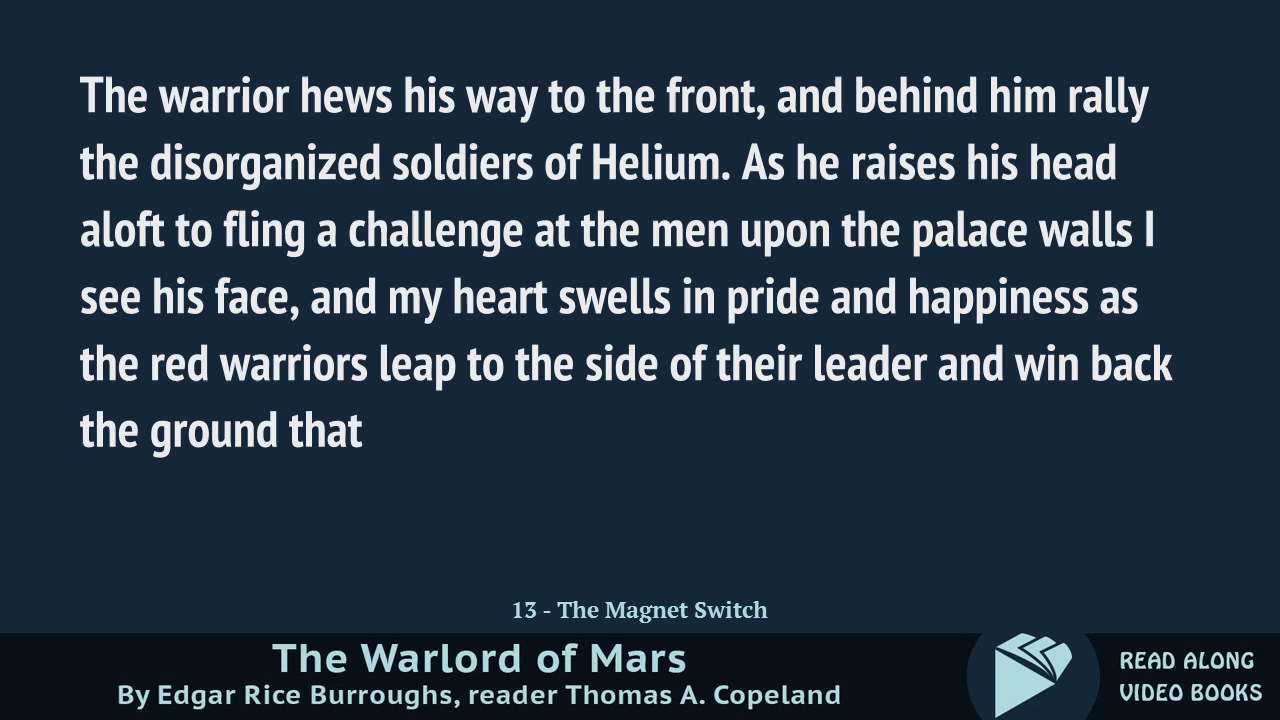 The warrior hews his way to the front, and behind him rally
the disorganized soldiers of Helium. As he raises his head
aloft to fling a challenge at the men upon the palace walls I
see his face, and my heart swells in pride and happiness as
the red warriors leap to the side of their leader and win back
the ground that
13 - The Magnet Switch
The Warlord of Mars
By Edgar Rice Burroughs, reader Thomas A. Copeland
READ ALONG
VIDEO BOOKS